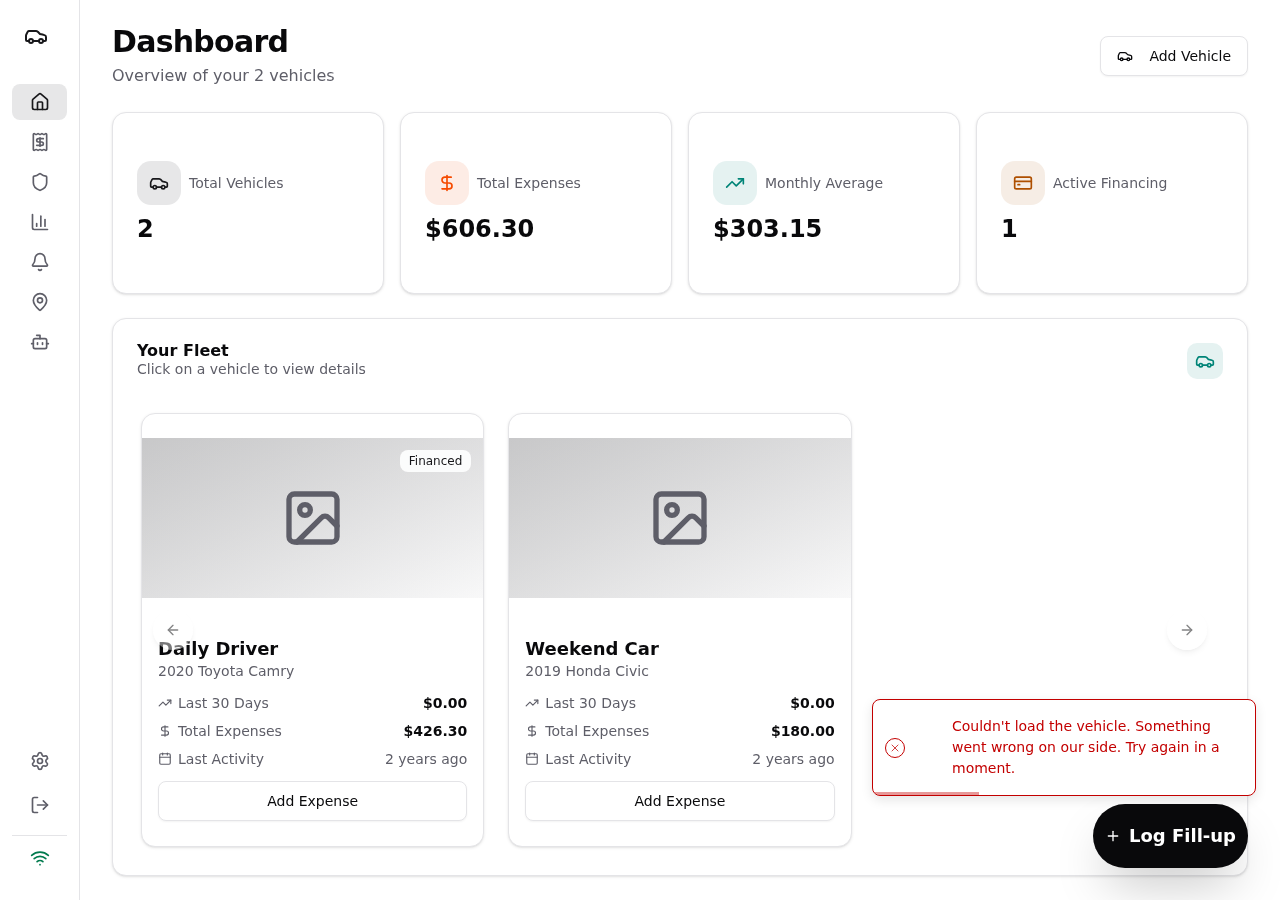 Dashboard
Overview of your 2 vehicles
Add Vehicle
Total Vehicles
2
Total Expenses
$606.30
Monthly Average
$303.15
Active Financing
1
Your Fleet
Click on a vehicle to view details
Financed
Daily Driver
2020 Toyota Camry
Last 30 Days $0.00
Total Expenses $426.30
Last Activity 2 years ago
Add Expense
Weekend Car
2019 Honda Civic
Last 30 Days $0.00
Total Expenses $180.00
Last Activity 2 years ago
Add Expense
Couldn't load the vehicle. Something
went wrong on our side. Try again in a
moment.
Log Fill-up